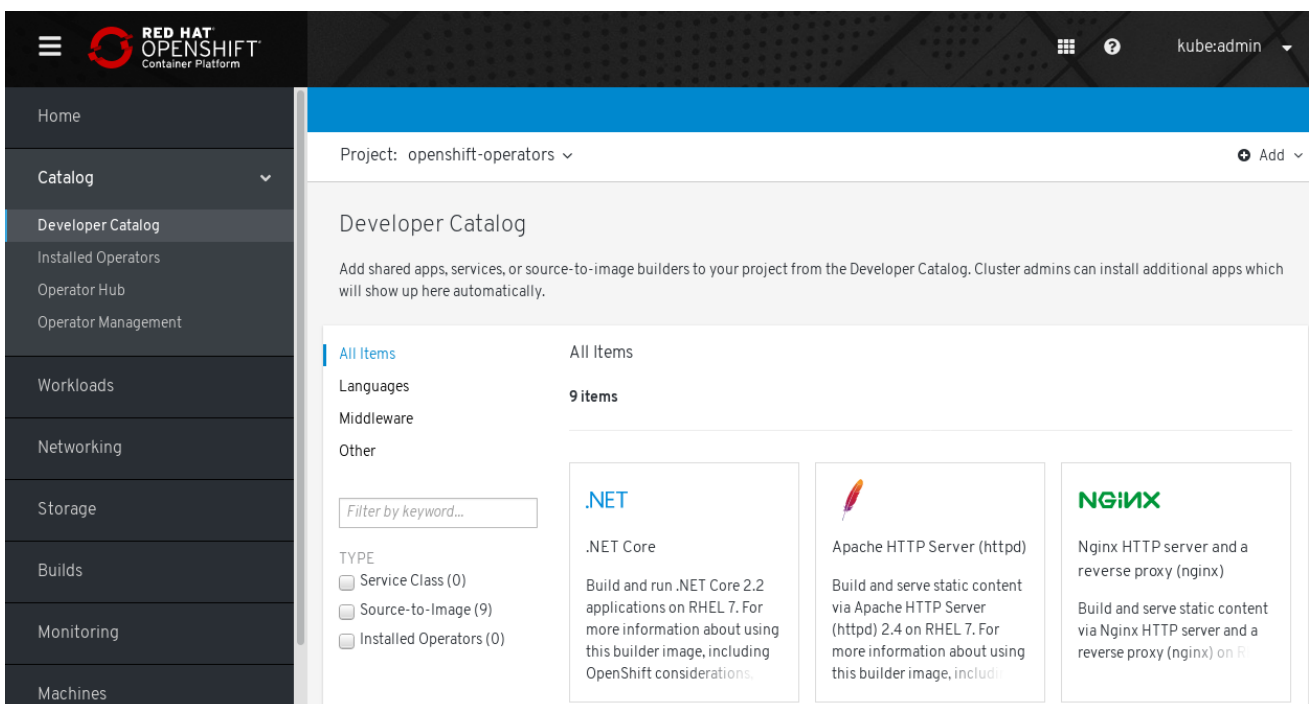 RED HAT
OPENSHIFT
Container Platform
kube:admin
Home
Catalog
Developer Catalog
Installed Operators
Operator Hub
Operator Management
Workloads
Networking
Storage
Builds
Monitoring
Machines
Project: openshift-operators
Add
Developer Catalog
Add shared apps, services, or source-to-image builders to your project from the Developer Catalog. Cluster admins can install additional apps which
will show up here automatically.
All Items
Languages
Middleware
Other
Filter by keyword...
TYPE
Service Class (0)
Source-to-Image (9)
Installed Operators (0)
All Items
9 items
.NET
.NET Core
Build and run .NET Core 2.2
applications on RHEL 7. For
more information about using
this builder image, including
OpenShift considerations,
Apache HTTP Server (httpd)
Build and serve static content
via Apache HTTP Server
(httpd) 2.4 on RHEL 7. For
more information about using
this builder image,
NGINX
Nginx HTTP server and a
reverse proxy (nginx)
Build and serve static content
via Nginx HTTP server and a
reverse proxy (nginx) on